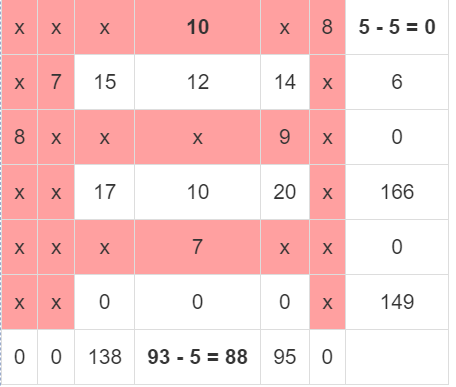 x x x 10 x 8 5 - 5 = 0
x 7 15 12 14 x 6
8 x x x 9 x 0
x x 17 10 20 x 166
x x x 7 x x 0
x x 0 0 0 x 149
0 0 138 93 - 5 = 88 95 0